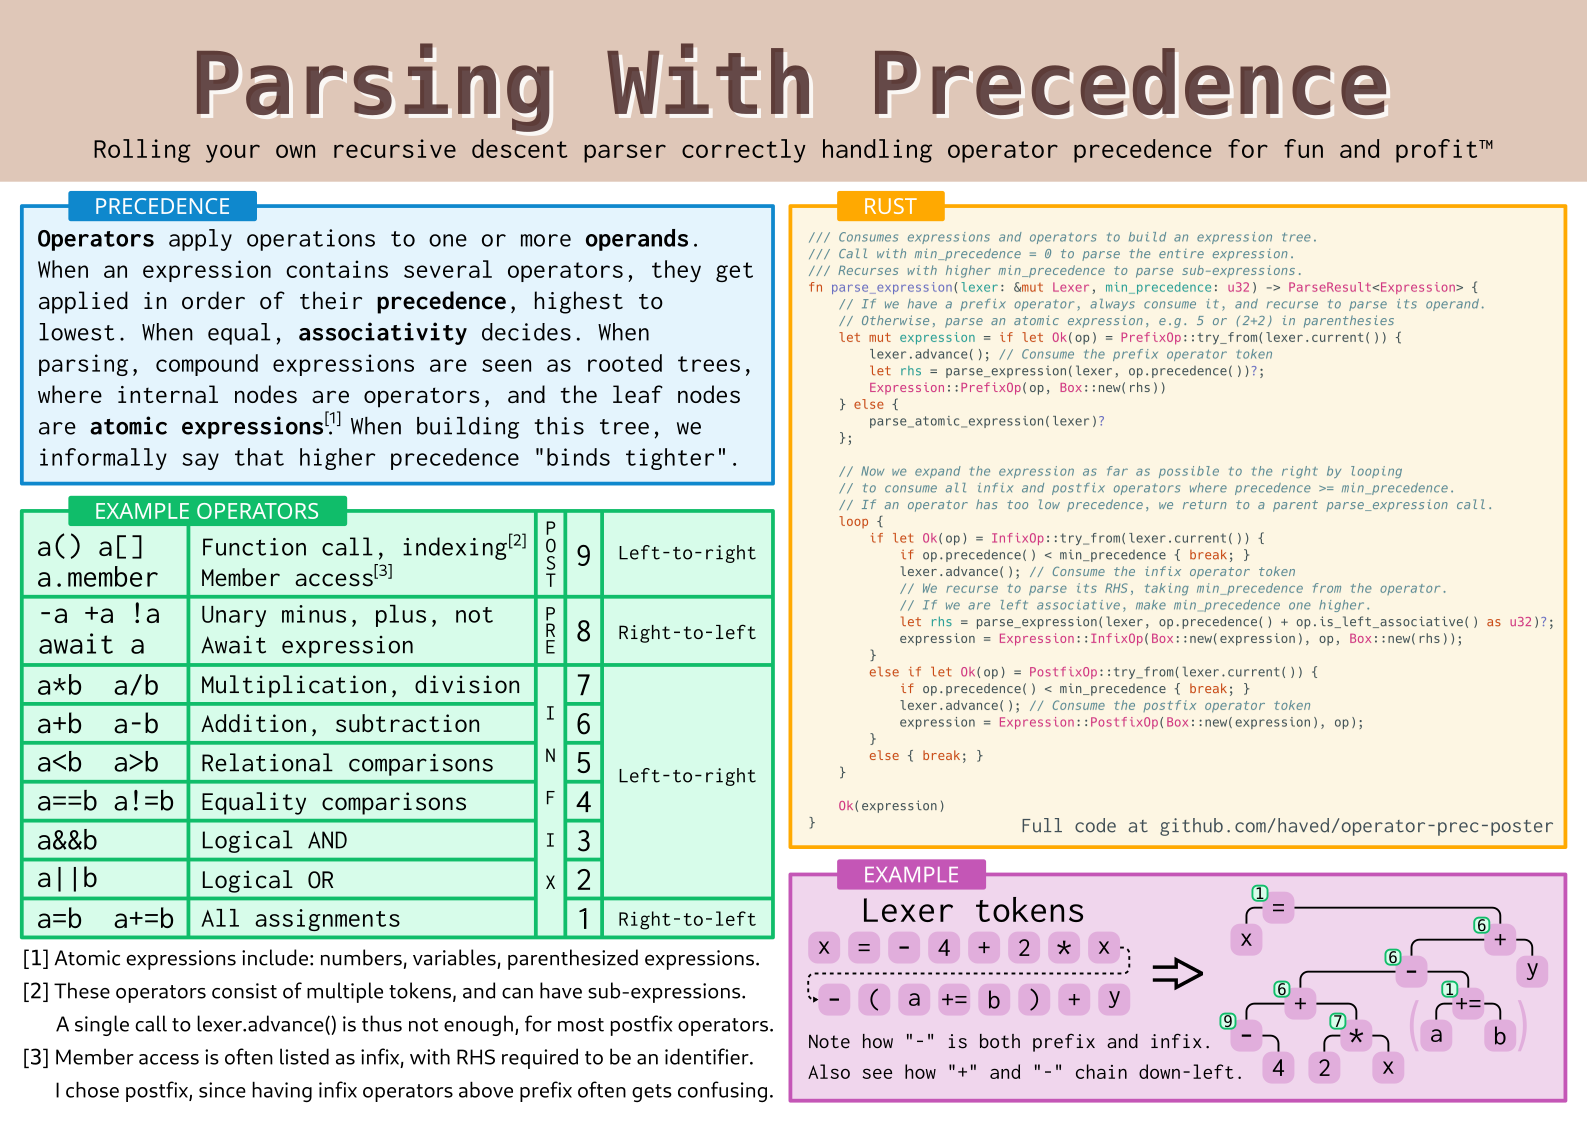 Parsing With Precedence
Rolling your own recursive descent parser correctly handling operator precedence for fun and profit™
PRECEDENCE
Operators apply operations to one or more operands.
When an expression contains several operators, they get
applied in order of their precedence, highest to
lowest. When equal, associativity decides. When
parsing, compound expressions are seen as rooted trees,
where internal nodes are operators, and the leaf nodes
are atomic expressions[1]. When building this tree, we
informally say that higher precedence "binds tighter".
EXAMPLE OPERATORS
a() a[] Function call, indexing[2] POST 9 Left-to-right
a.member Member access[3]
-a +a !a Unary minus, plus, not PRE 8 Right-to-left
await a Await expression
a*b a/b Multiplication, division INFIX 7 Left-to-right
a+b a-b Addition, subtraction 6
a<b a>b Relational comparisons 5
a==b a!=b Equality comparisons 4
a&&b Logical AND 3
a||b Logical OR 2
a=b a+=b All assignments 1 Right-to-left
[1] Atomic expressions include: numbers, variables, parenthesized expressions.
[2] These operators consist of multiple tokens, and can have sub-expressions.
A single call to lexer.advance() is thus not enough, for most postfix operators.
[3] Member access is often listed as infix, with RHS required to be an identifier.
I chose postfix, since having infix operators above prefix often gets confusing.
RUST
/// Consumes expressions and operators to build an expression tree.
/// Call with min_precedence = 0 to parse the entire expression.
/// Recurses with higher min_precedence to parse sub-expressions.
fn parse_expression(lexer: &mut Lexer, min_precedence: u32) -> ParseResult<Expression> {
// If we have a prefix operator, always consume it, and recurse to parse its operand.
// Otherwise, parse an atomic expression, e.g. 5 or (2+2) in parenthesies
let mut expression = if let Ok(op) = PrefixOp::try_from(lexer.current()) {
lexer.advance(); // Consume the prefix operator token
let rhs = parse_expression(lexer, op.precedence())?;
Expression::PrefixOp(op, Box::new(rhs))
} else {
parse_atomic_expression(lexer)?
};
// Now we expand the expression as far as possible to the right by looping
// to consume all infix and postfix operators where precedence >= min_precedence.
// If an operator has too low precedence, we return to a parent parse_expression call.
loop {
if let Ok(op) = InfixOp::try_from(lexer.current()) {
if op.precedence() < min_precedence { break; }
lexer.advance(); // Consume the infix operator token
// We recurse to parse its RHS, taking min_precedence from the operator.
// If we are left associative, make min_precedence one higher.
let rhs = parse_expression(lexer, op.precedence() + op.is_left_associative() as u32)?;
expression = Expression::InfixOp(Box::new(expression), op, Box::new(rhs));
}
else if let Ok(op) = PostfixOp::try_from(lexer.current()) {
if op.precedence() < min_precedence { break; }
lexer.advance(); // Consume the postfix operator token
expression = Expression::PostfixOp(Box::new(expression), op);
}
else { break; }
}
Ok(expression)
}
Full code at github.com/haved/operator-prec-poster
EXAMPLE
Lexer tokens
x = - 4 + 2 * x
- ( a += b ) + y
Note how "-" is both prefix and infix.
Also see how "+" and "-" chain down-left.
1 =
x 6 +
6 - y
6 + 1 +=
9 - 7 * ( a b )
4 2 x